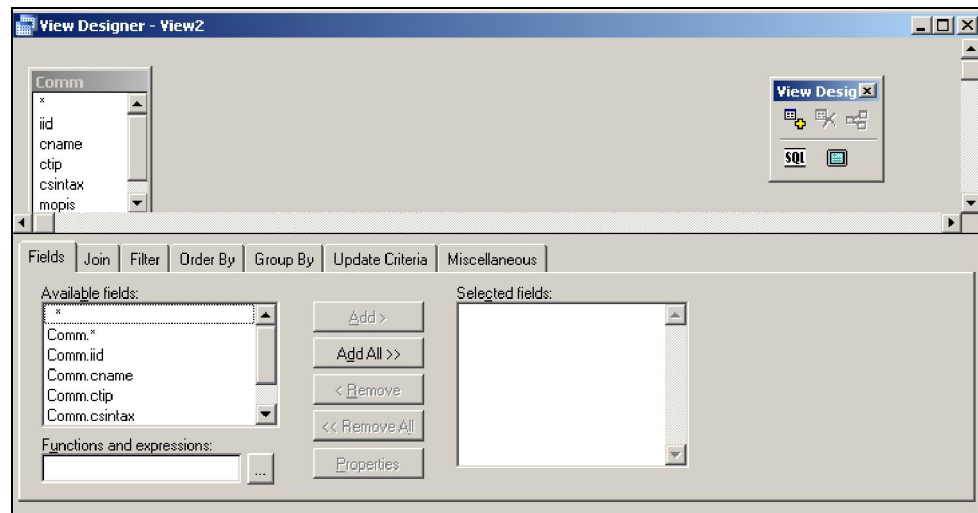 View Designer - View2
Comm
*
iid
cname
ctip
csintax
mopis
View Desig
SQL
Fields Join Filter Order By Group By Update Criteria Miscellaneous
Available fields:
*
Comm.*
Comm.iid
Comm.cname
Comm.ctip
Comm.csintax
Functions and expressions:
...
Add >
Add All >>
< Remove
<< Remove All
Properties
Selected fields: